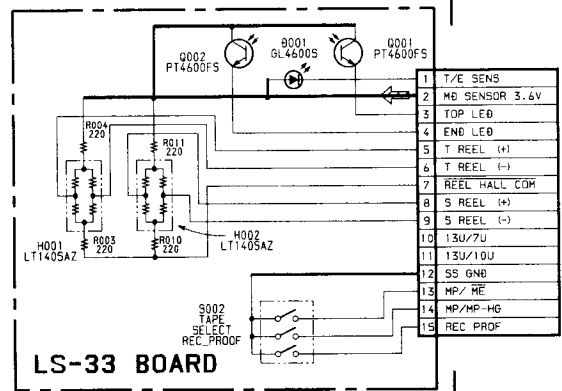 Q002
PT4600FS
D001
GL4600S
Q001
PT4600FS
1 T/E SENS
2 MD SENSOR 3.6V
3 TOP LED
4 END LED
5 T REEL (+)
6 T REEL (-)
7 REEL HALL COM
8 S REEL (+)
9 S REEL (-)
10 13U/7U
11 13U/10U
12 SS GND
13 MP/ ME
14 MP/MP-HG
15 REC PROF
R004
220
R011
220
H001
LT140SAZ
R003
220
R010
220
H002
LT140SAZ
S002
TAPE
SELECT
REC_PROOF
LS-33 BOARD